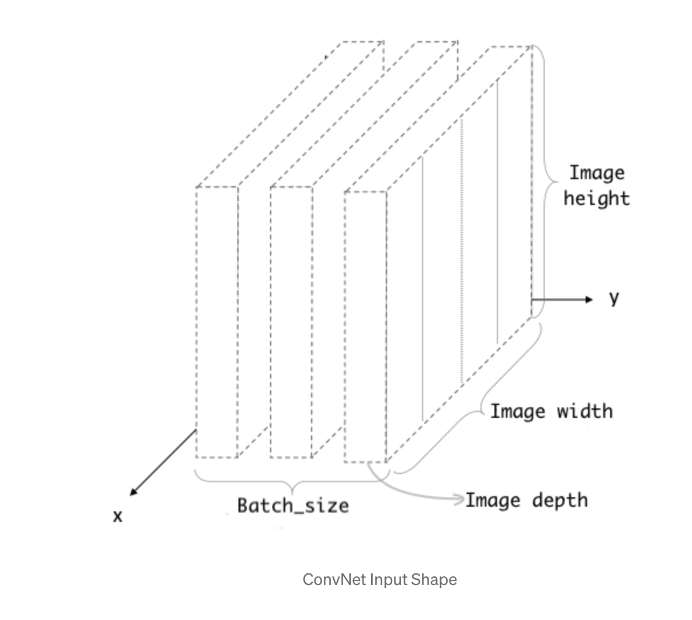 Image
height
y
Image width
Image depth
Batch_size
x
ConvNet Input Shape